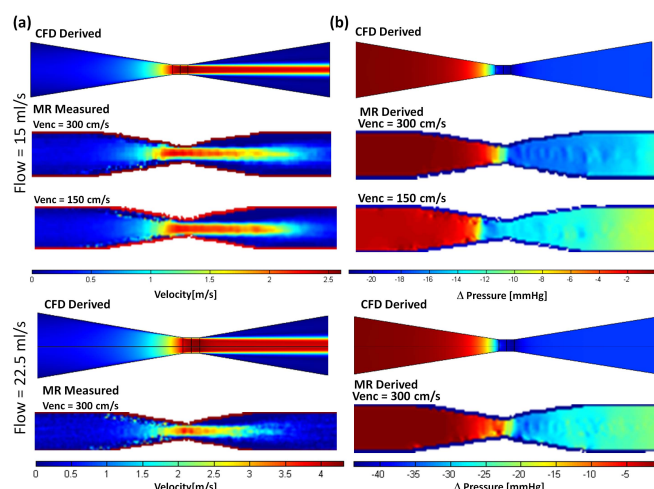 (a)
(b)
CFD Derived
CFD Derived
Flow = 15 ml/s
MR Measured
Venc = 300 cm/s
MR Derived
Venc = 300 cm/s
Venc = 150 cm/s
Venc = 150 cm/s
0 0.5 1 1.5 2 2.5
Velocity[m/s]
-20 -18 -16 -14 -12 -10 -8 -6 -4 -2
Δ Pressure [mmHg]
CFD Derived
CFD Derived
Flow = 22.5 ml/s
MR Measured
Venc = 300 cm/s
MR Derived
Venc = 300 cm/s
0 0.5 1 1.5 2 2.5 3 3.5 4
Velocity[m/s]
-40 -35 -30 -25 -20 -15 -10 -5
Δ Pressure [mmHg]